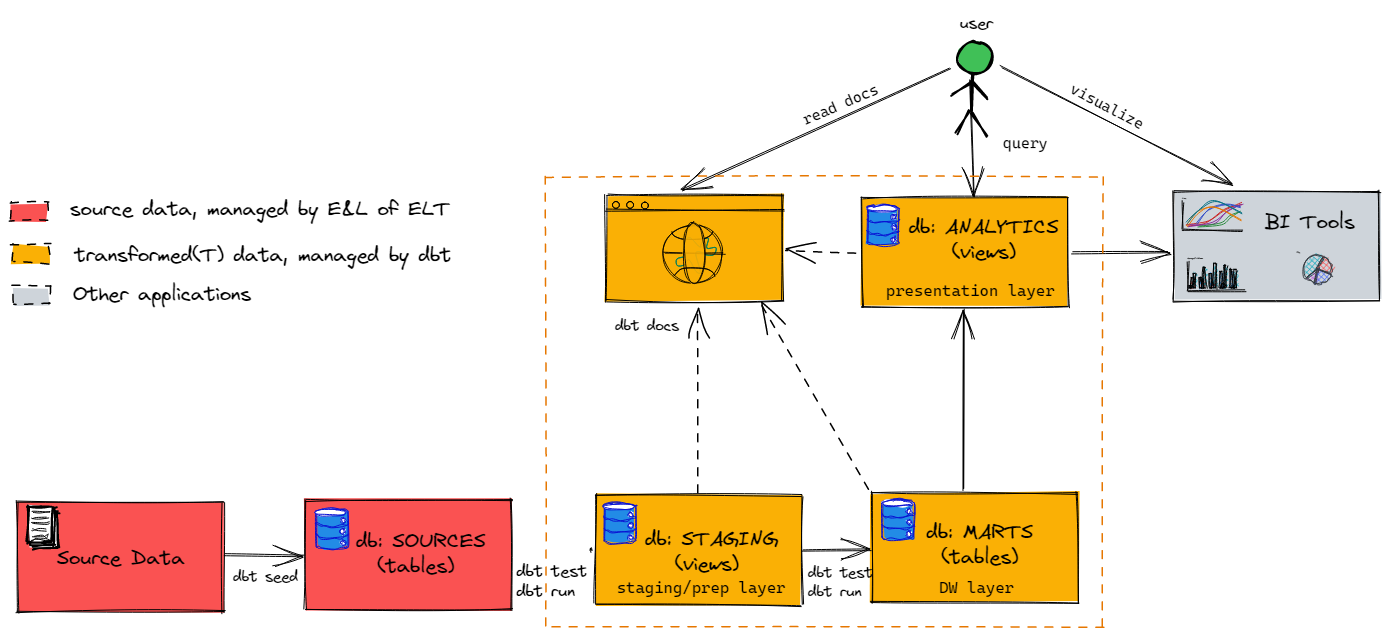 user
read docs
visualize
query
source data, managed by E&L of ELT
transformed(T) data, managed by dbt
Other applications
dbt docs
db: ANALYTICS
(views)
presentation layer
BI Tools
Source Data
dbt seed
db: SOURCES
(tables)
dbt test
dbt run
db: STAGING
(views)
staging/prep layer
dbt test
dbt run
db: MARTS
(tables)
DW layer